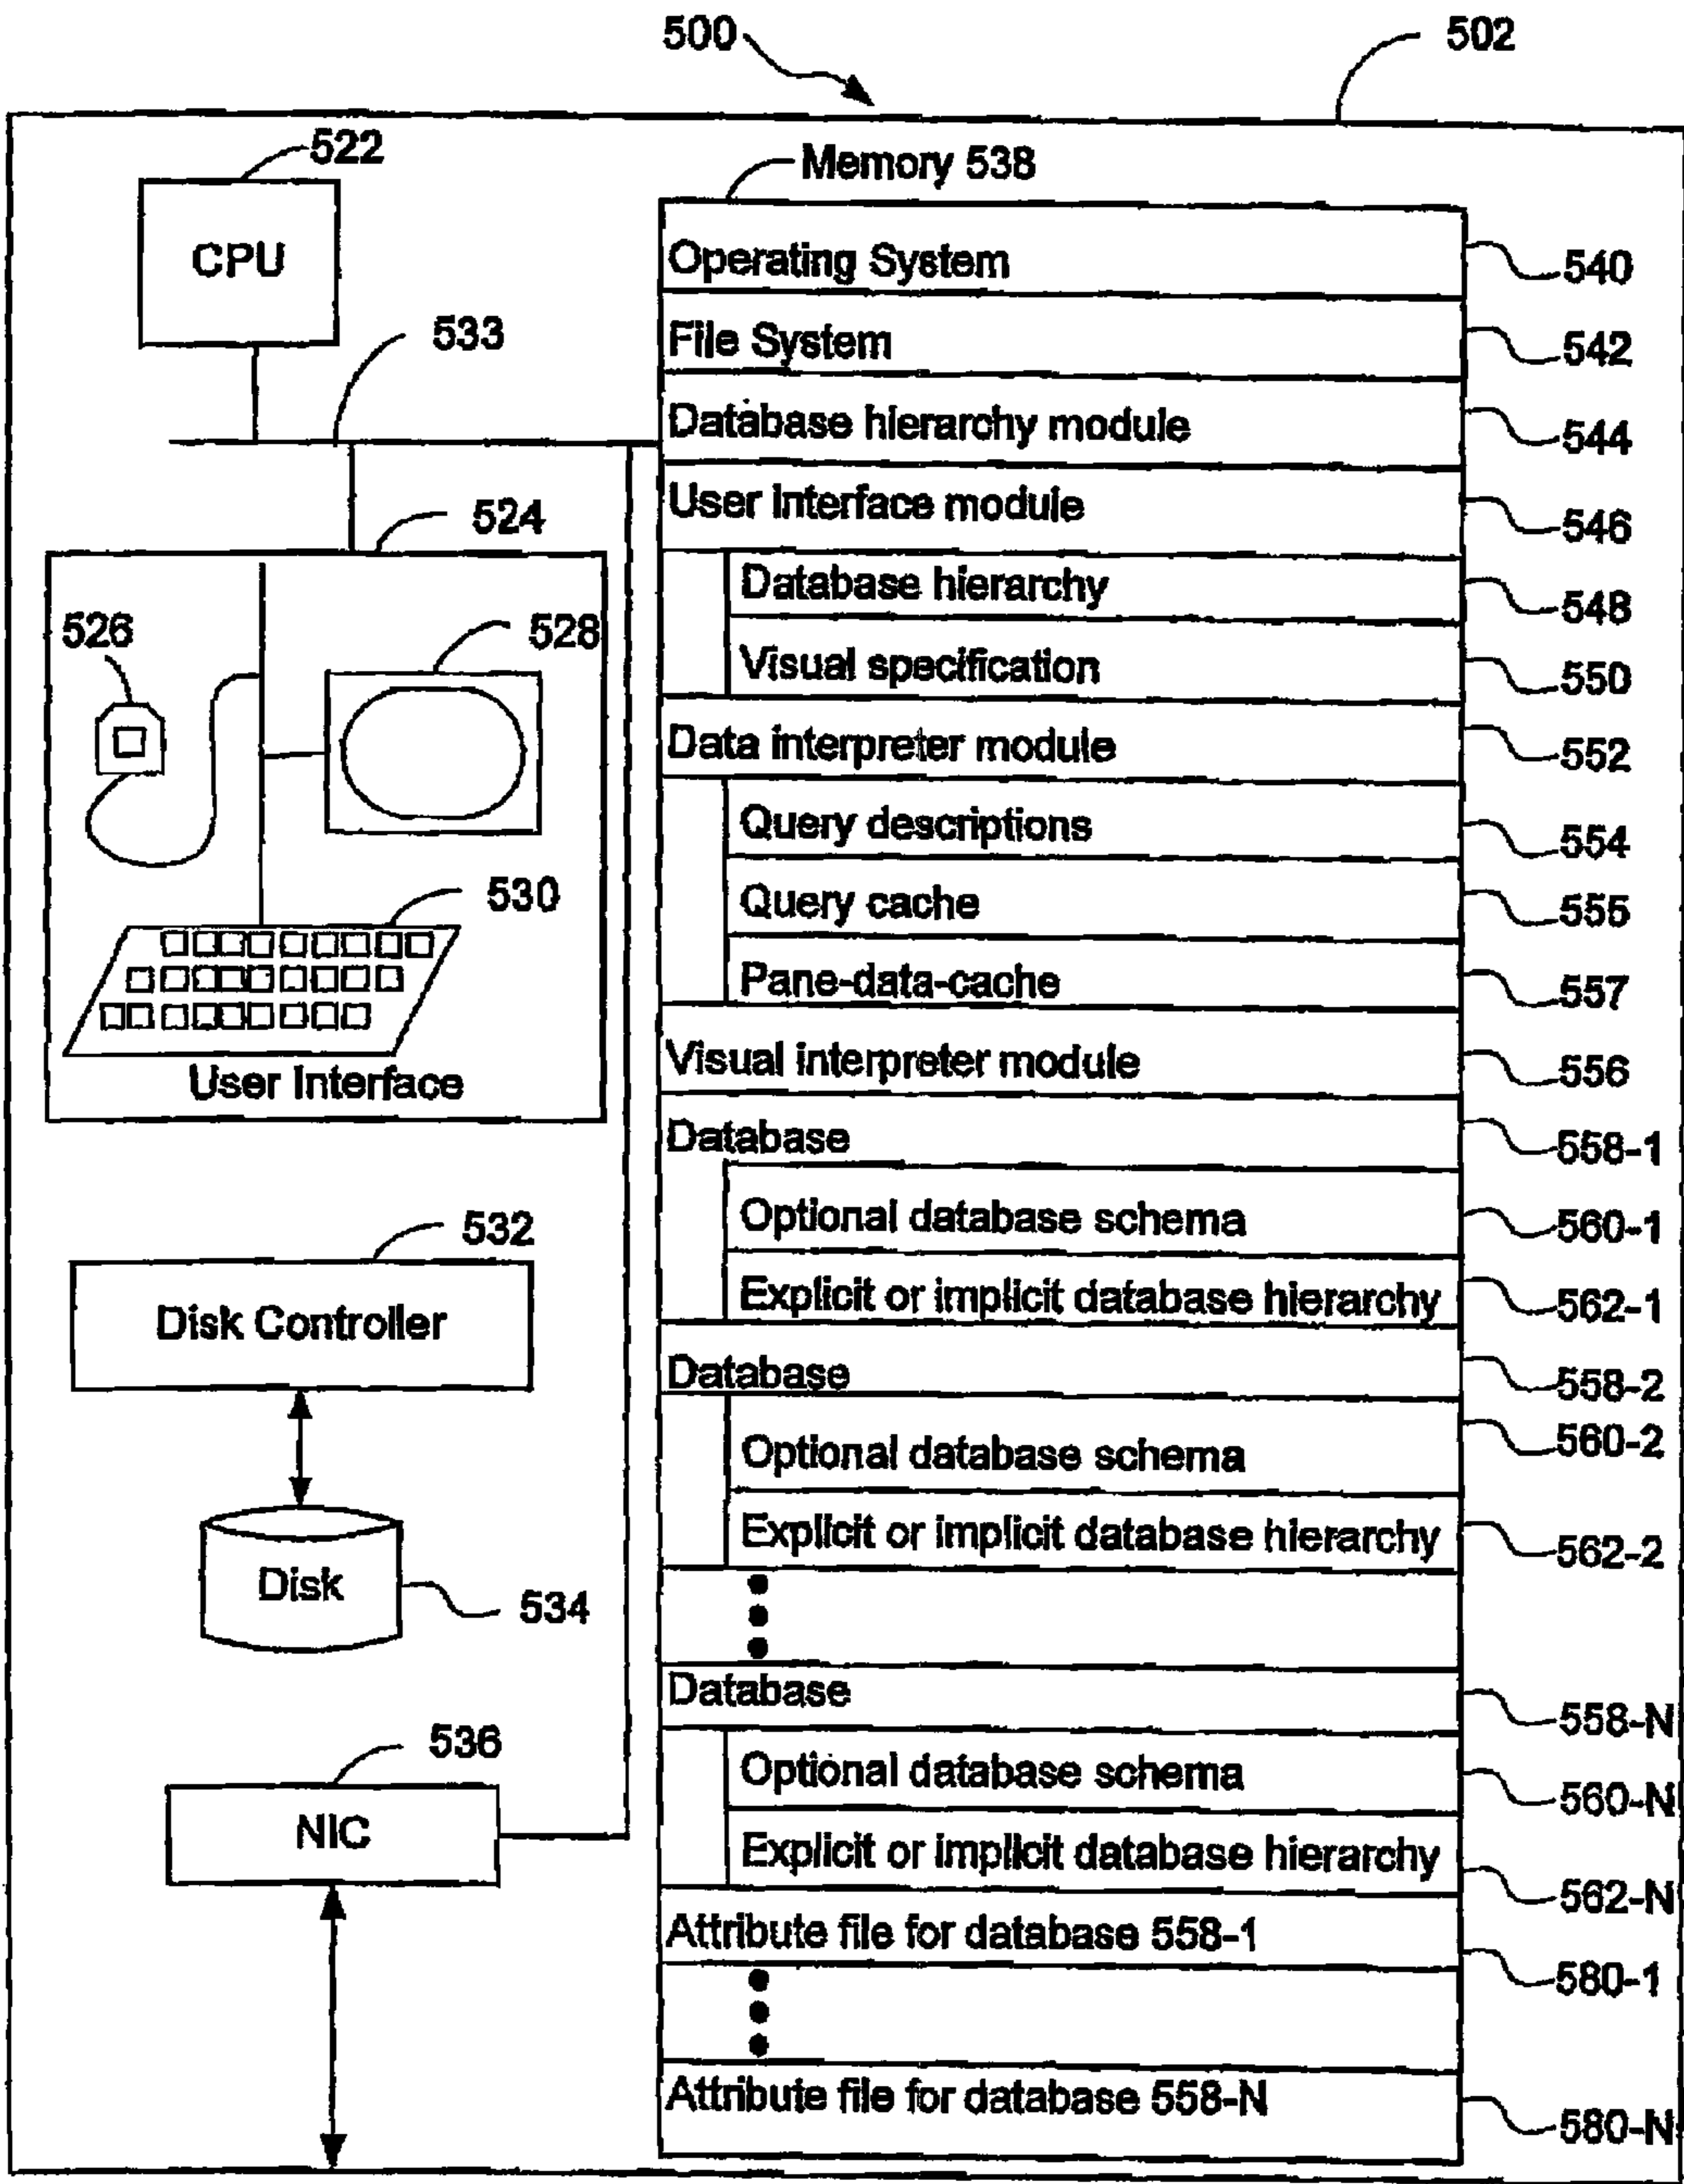 500
502
522
CPU
533
524
526
528
530
User Interface
532
Disk Controller
Disk
534
536
NIC
Memory 538
Operating System 540
File System 542
Database hierarchy module 544
User Interface module 546
Database hierarchy 548
Visual specification 550
Data interpreter module 552
Query descriptions 554
Query cache 555
Pane-data-cache 557
Visual interpreter module 556
Database 558-1
Optional database schema 560-1
Explicit or implicit database hierarchy 562-1
Database 558-2
Optional database schema 560-2
Explicit or implicit database hierarchy 562-2
Database 558-N
Optional database schema 560-N
Explicit or implicit database hierarchy 562-N
Attribute file for database 558-1 580-1
Attribute file for database 558-N 580-N